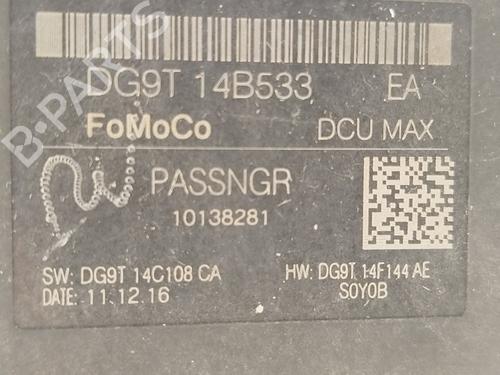 DG9T 14B533 EA
FoMoCo DCU MAX
PASSNGR
10138281
SW: DG9T 14C108 CA HW: DG9T 14F144 AE
DATE: 11.12.16 S0Y0B
B-PARTS